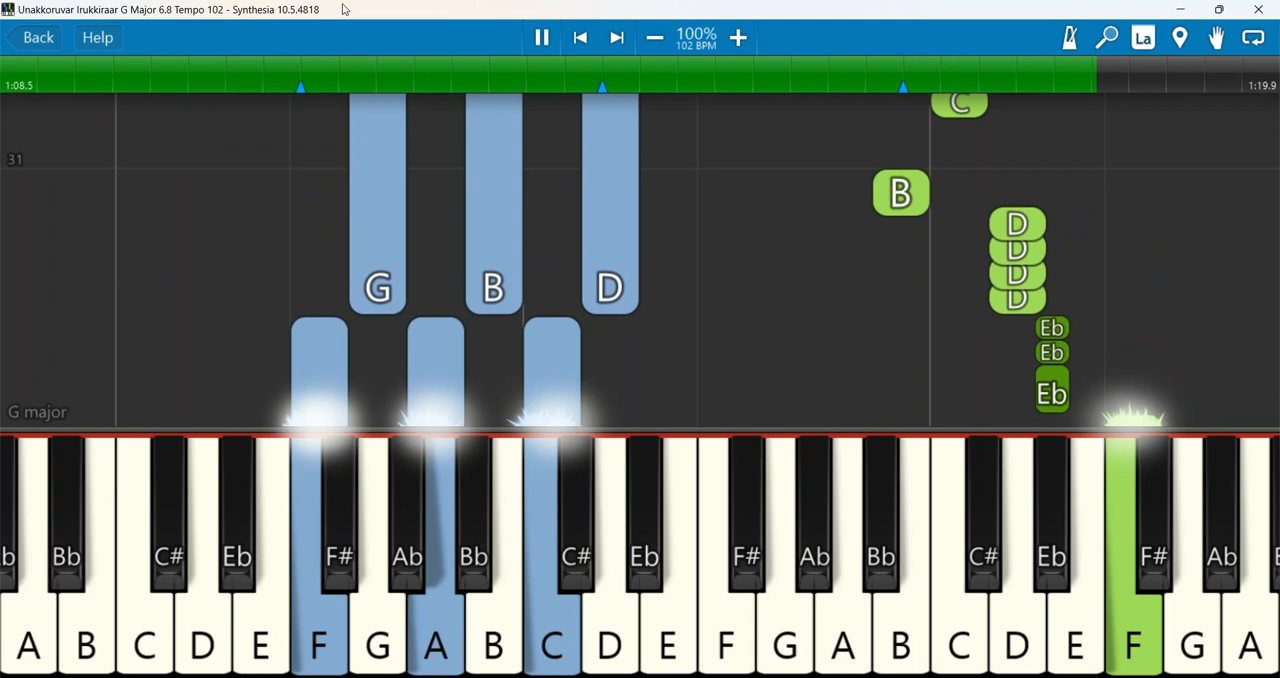 Unakkoruvar Irukkiraar G Major 6.8 Tempo 102 - Synthesia 10.5.4818
Back Help 100% La
102 BPM
1:08.5 1:19.9
C
31
B
D
D
D
G B D D
Eb
Eb
Eb
G major
b Bb C# Eb F# Ab Bb C# Eb F# Ab Bb C# Eb F# Ab E
A B C D E F G A B C D E F G A B C D E F G A